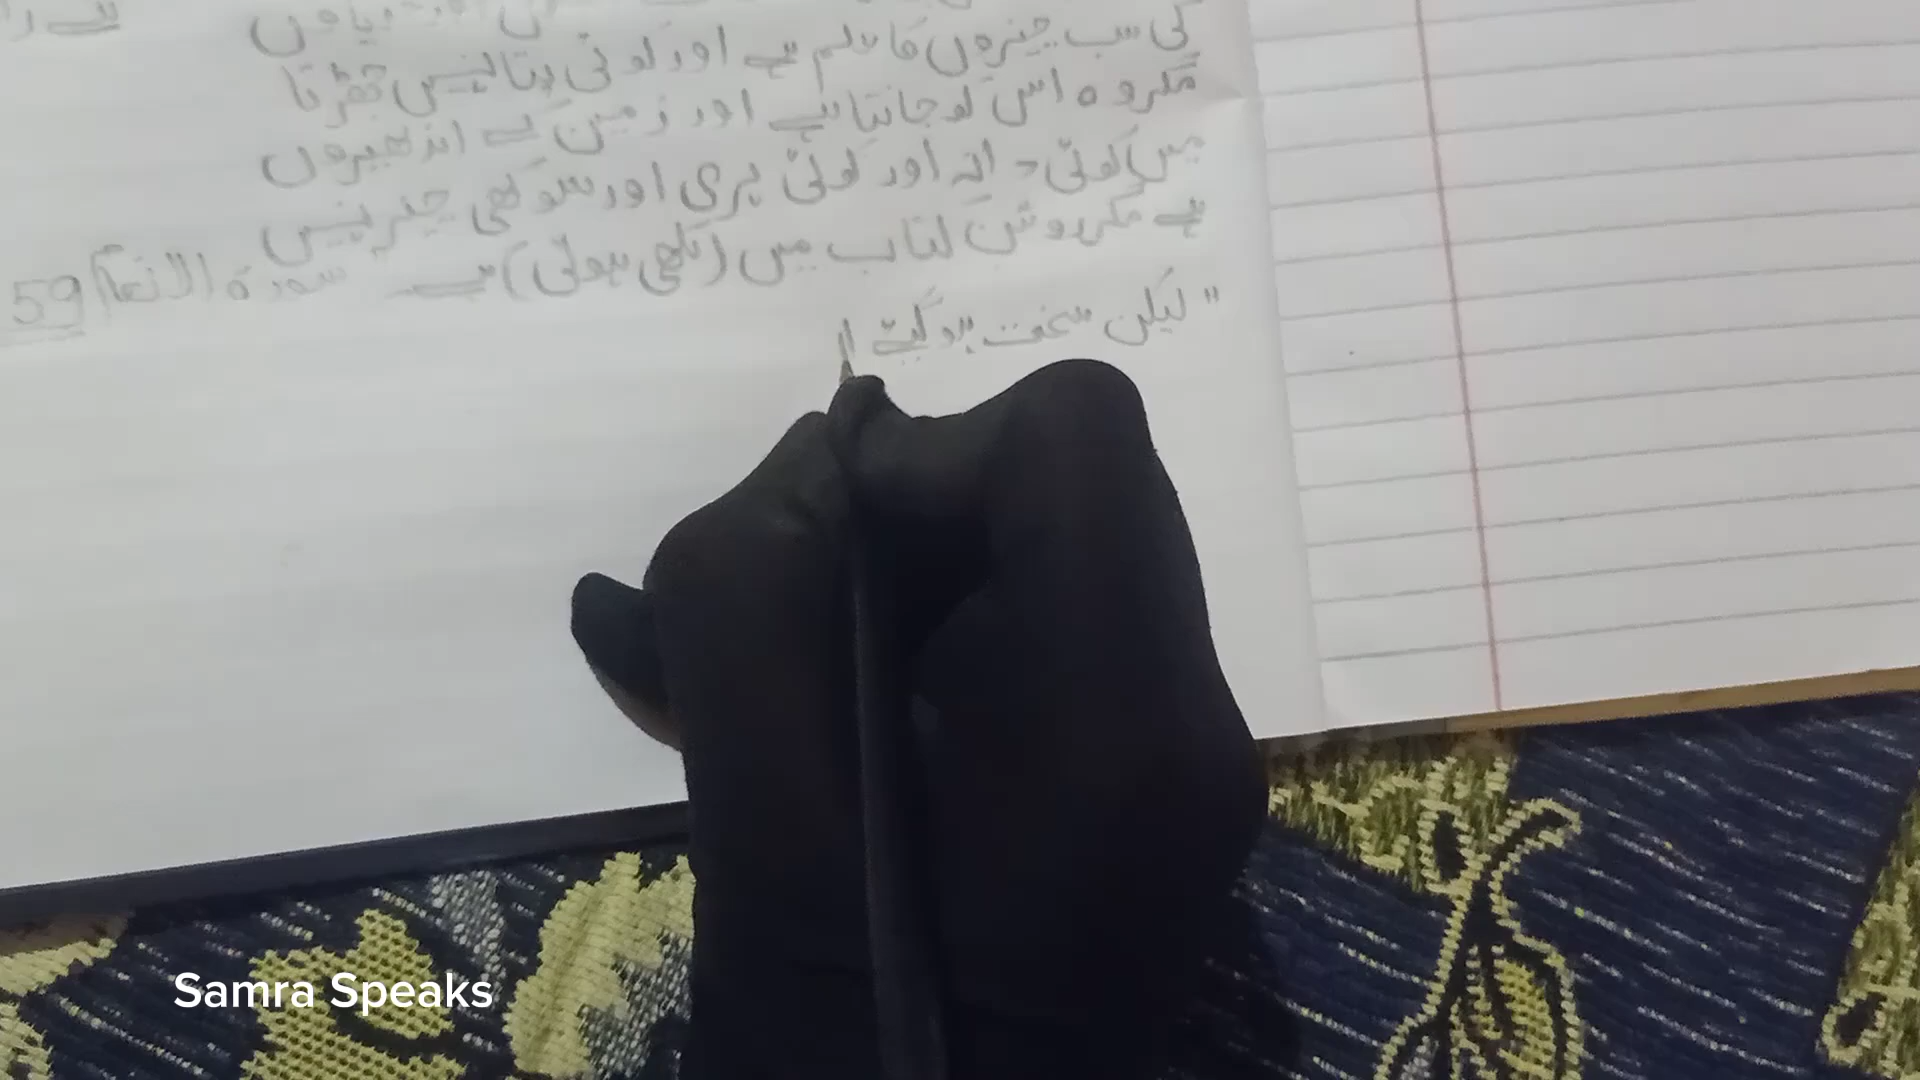 کی سب چیزوں کا علم ہے اور کوئی پتا نہیں جھڑتا
مگر وہ اس کو جانتا ہے اور زمین کے اندھیروں
میں کوئی دانہ اور کوئی ہری اور سوکھی چیز نہیں
ہے مگر روشن کتاب میں (لکھی ہوئی) ہے سورۃ الانعام 59
" لیکن سخت ہو گئے ا
Samra Speaks